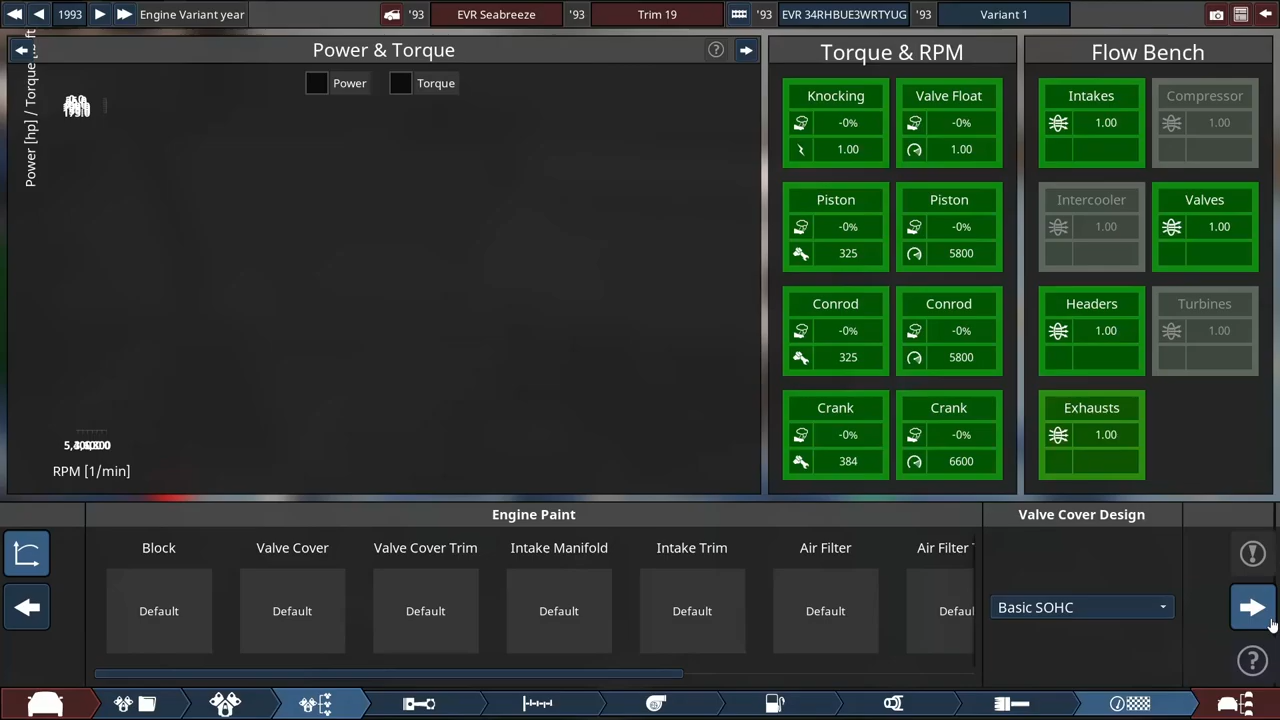 1993 Engine Variant year '93 EVR Seabreeze '93 Trim 19 '93 EVR 34RHBUE3WRTYUG '93 Variant 1
Power & Torque
Power Torque
Power [hp] / Torque
RPM [1/min]
Torque & RPM
Knocking Valve Float
-0% -0%
1.00 1.00
Piston Piston
-0% -0%
325 5800
Conrod Conrod
-0% -0%
325 5800
Crank Crank
-0% -0%
384 6600
Flow Bench
Intakes Compressor
1.00 1.00
Intercooler Valves
1.00 1.00
Headers Turbines
1.00 1.00
Exhausts
1.00
Engine Paint
Block Valve Cover Valve Cover Trim Intake Manifold Intake Trim Air Filter Air Filter
Default Default Default Default Default Default Defaul
Valve Cover Design
Basic SOHC